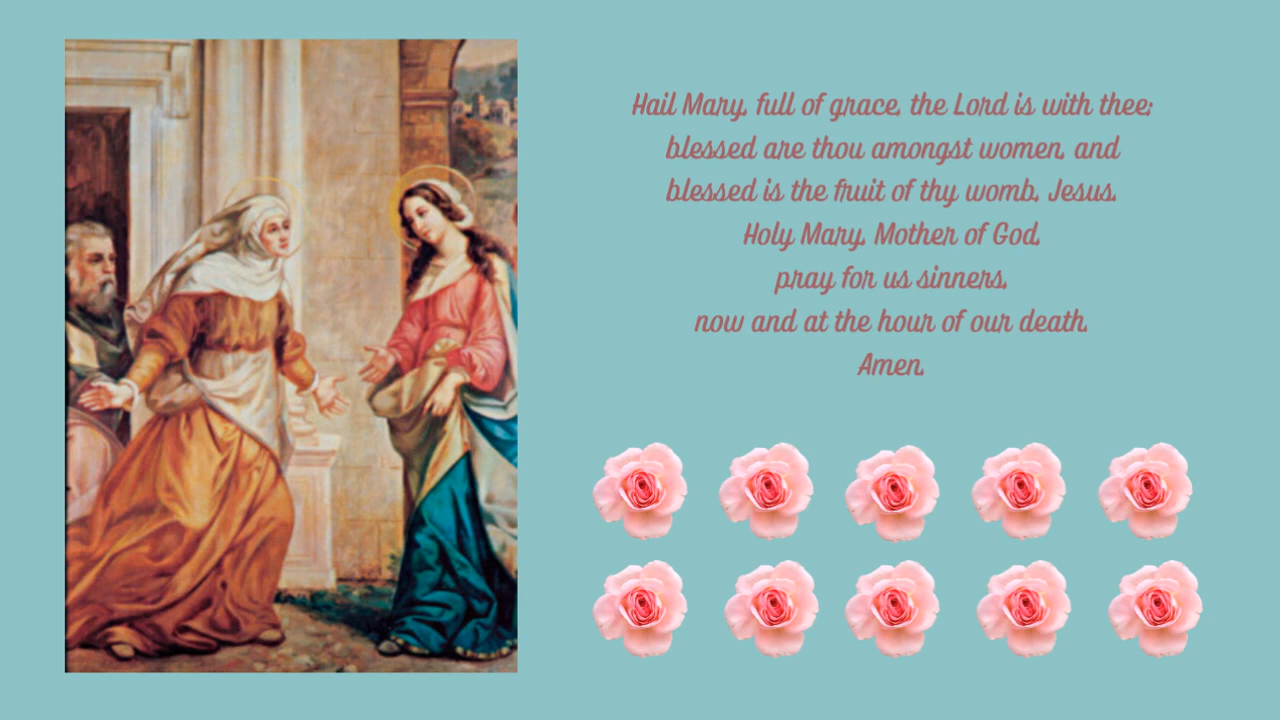 Hail Mary, full of grace, the Lord is with thee;
blessed are thou amongst women, and
blessed is the fruit of thy womb, Jesus.
Holy Mary, Mother of God,
pray for us sinners,
now and at the hour of our death.
Amen.